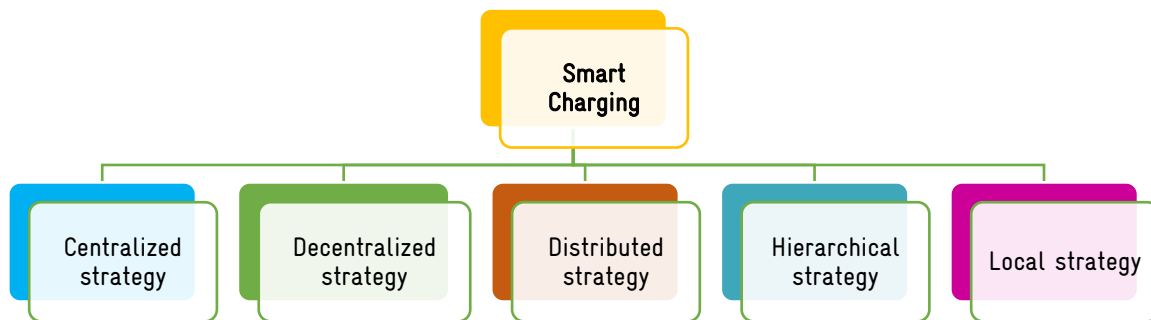 Smart
Charging
Centralized
strategy
Decentralized
strategy
Distributed
strategy
Hierarchical
strategy
Local strategy